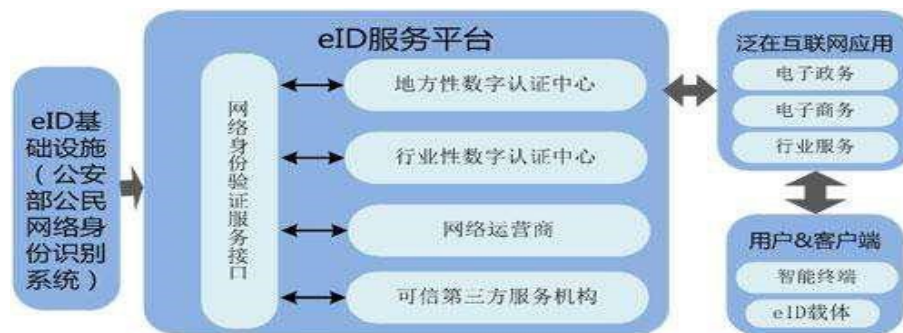 eID基
础设施
（公安
部公民
网络身
份识别
系统）
eID服务平台
网络身份验证服务接口
地方性数字认证中心
行业性数字认证中心
网络运营商
可信第三方服务机构
泛在互联网应用
电子政务
电子商务
行业服务
用户&客户端
智能终端
eID载体